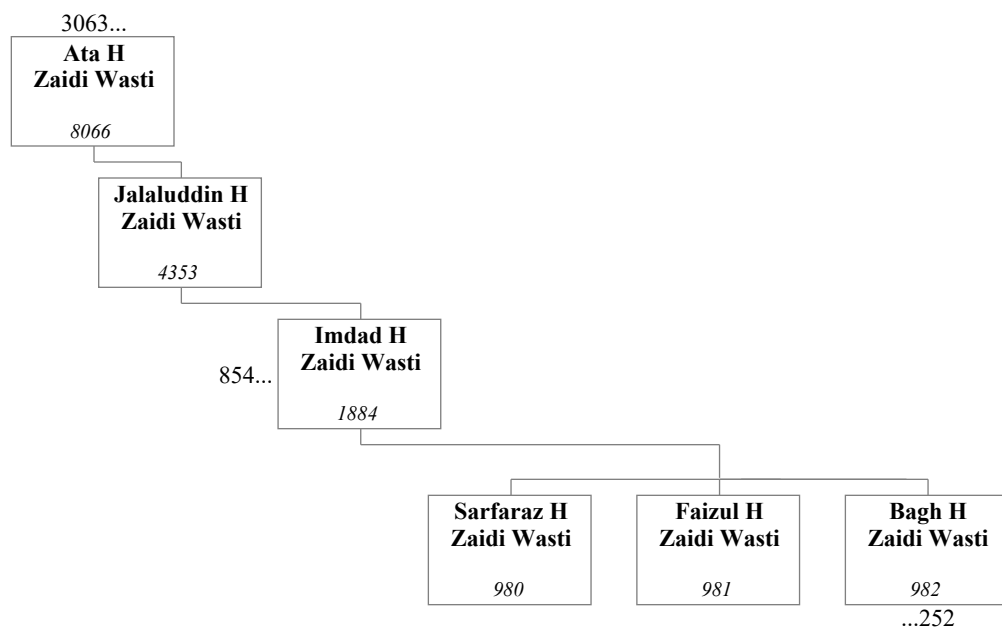 3063...
Ata H
Zaidi Wasti
8066
Jalaluddin H
Zaidi Wasti
4353
Imdad H
Zaidi Wasti
854...
1884
Sarfaraz H
Zaidi Wasti
980
Faizul H
Zaidi Wasti
981
Bagh H
Zaidi Wasti
982
...252